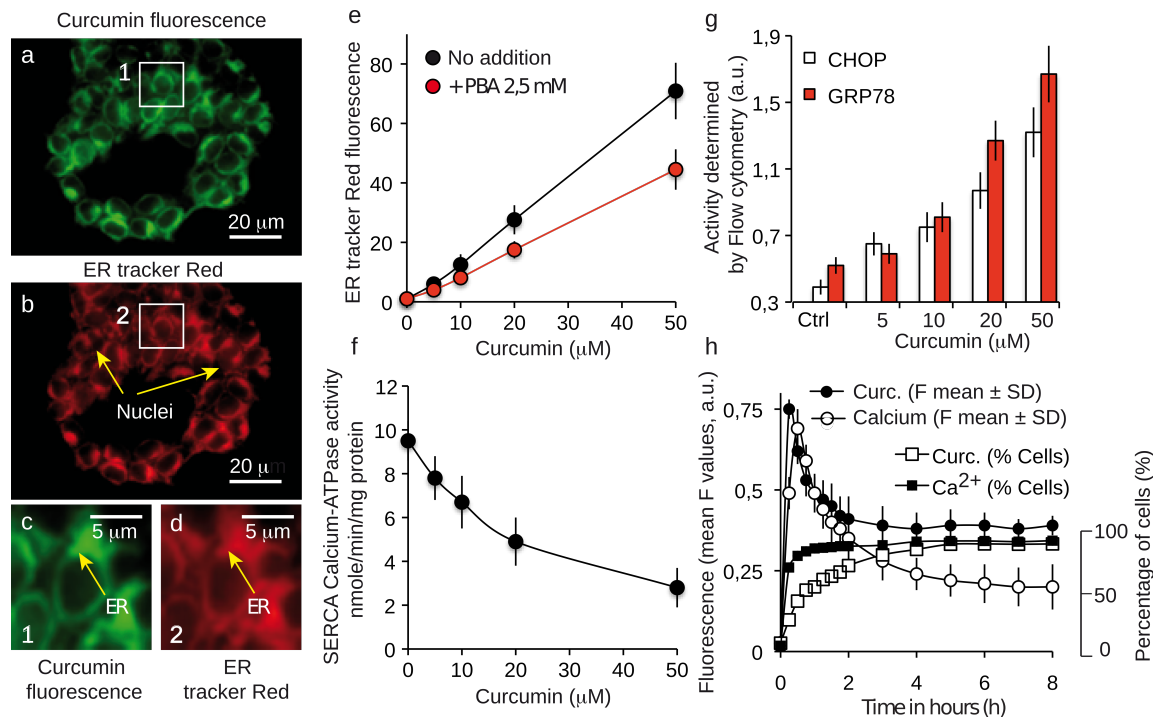 Curcumin fluorescence
a
1
20 μm
ER tracker Red
b
2
Nuclei
20 μm
c
5 μm
ER
1
d
5 μm
ER
2
Curcumin
fluorescence
ER
tracker Red
e
ER tracker Red fluorescence
80
60
40
20
0
No addition
+PBA 2,5 mM
0 10 20 30 40 50
Curcumin (μM)
f
SERCA Calcium-ATPase activity
nmole/min/mg protein
12
10
8
6
4
2
0
0 10 20 30 40 50
Curcumin (μM)
g
Activity determined
by Flow cytometry (a.u.)
1,9
1,5
1,1
0,7
0,3
CHOP
GRP78
Ctrl 5 10 20 50
Curcumin (μM)
h
Fluorescence (mean F values, a.u.)
0,75
0,5
0,25
0
Curc. (F mean ± SD)
Calcium (F mean ± SD)
Curc. (% Cells)
Ca2+ (% Cells)
100
50
0
Percentage of cells (%)
0 2 4 6 8
Time in hours (h)